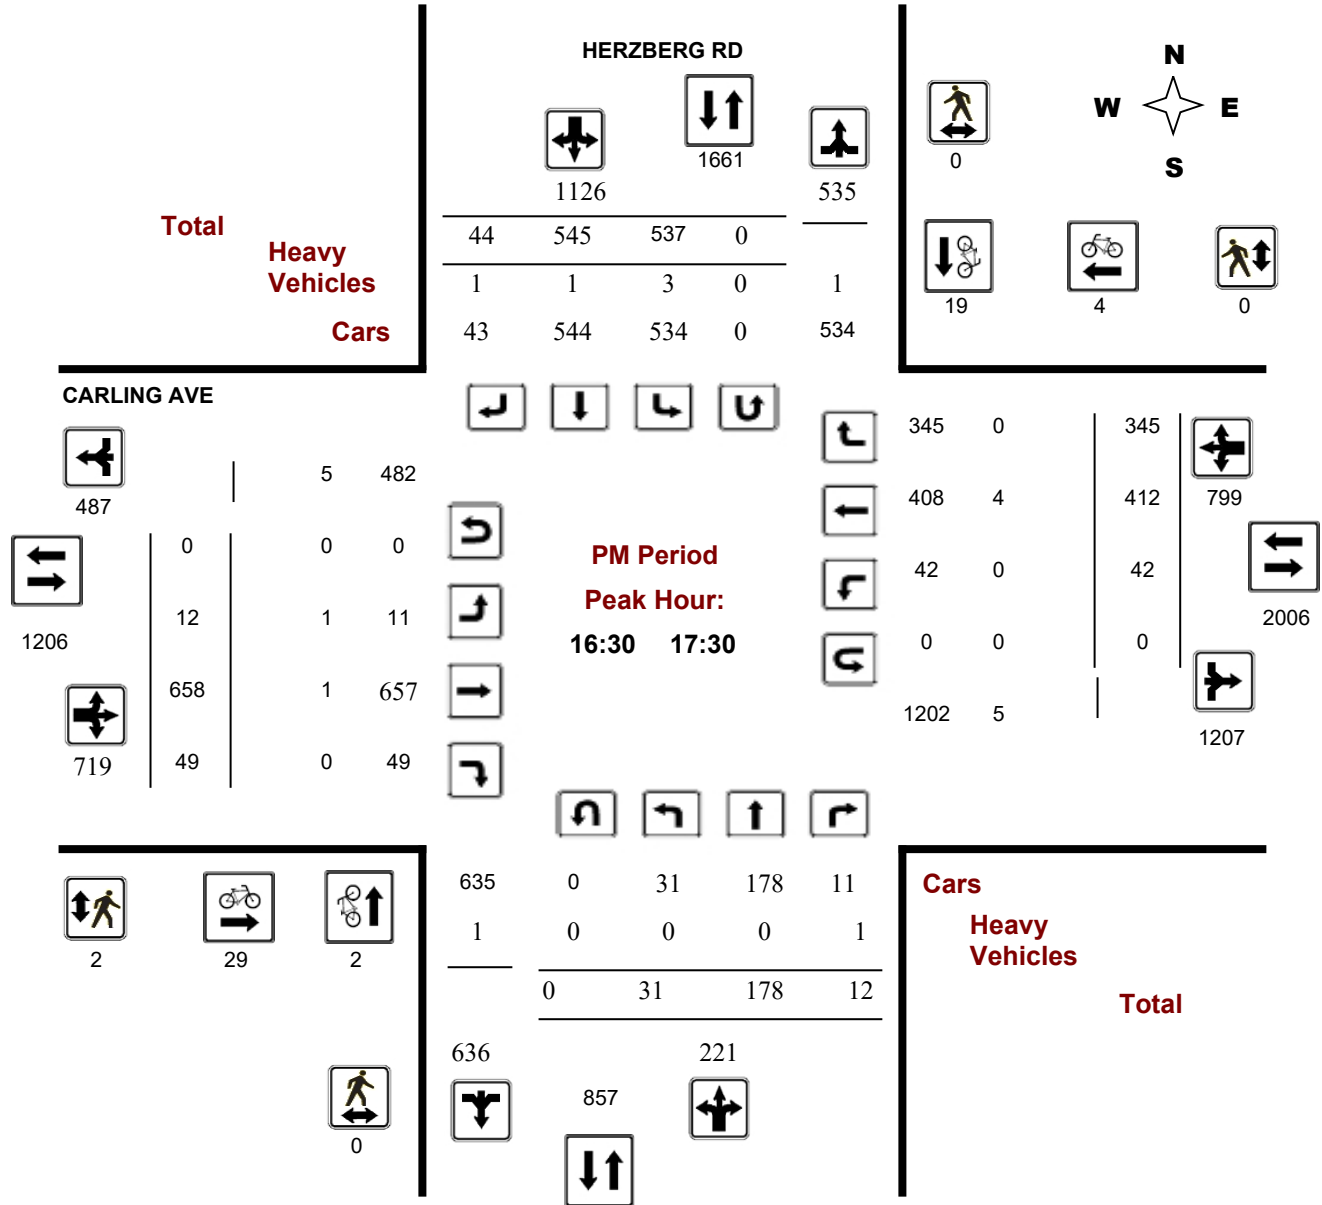 HERZBERG RD
N
W E
S
1661
0
1126 535
Total
44 545 537 0
Heavy
Vehicles
1 1 3 0 1
19 4 0
Cars
43 544 534 0 534
CARLING AVE
345 0 345
5 482
487
408 4 412 799
0 0 0
PM Period
42 0 42
Peak Hour:
12 1 11
2006
1206
16:30 17:30
0 0 0
658 1 657
1202 5
1207
719 49 0 49
635 0 31 178 11
Cars
1 0 0 0 1
Heavy
Vehicles
2 29 2
0 31 178 12
Total
636 221
857
0